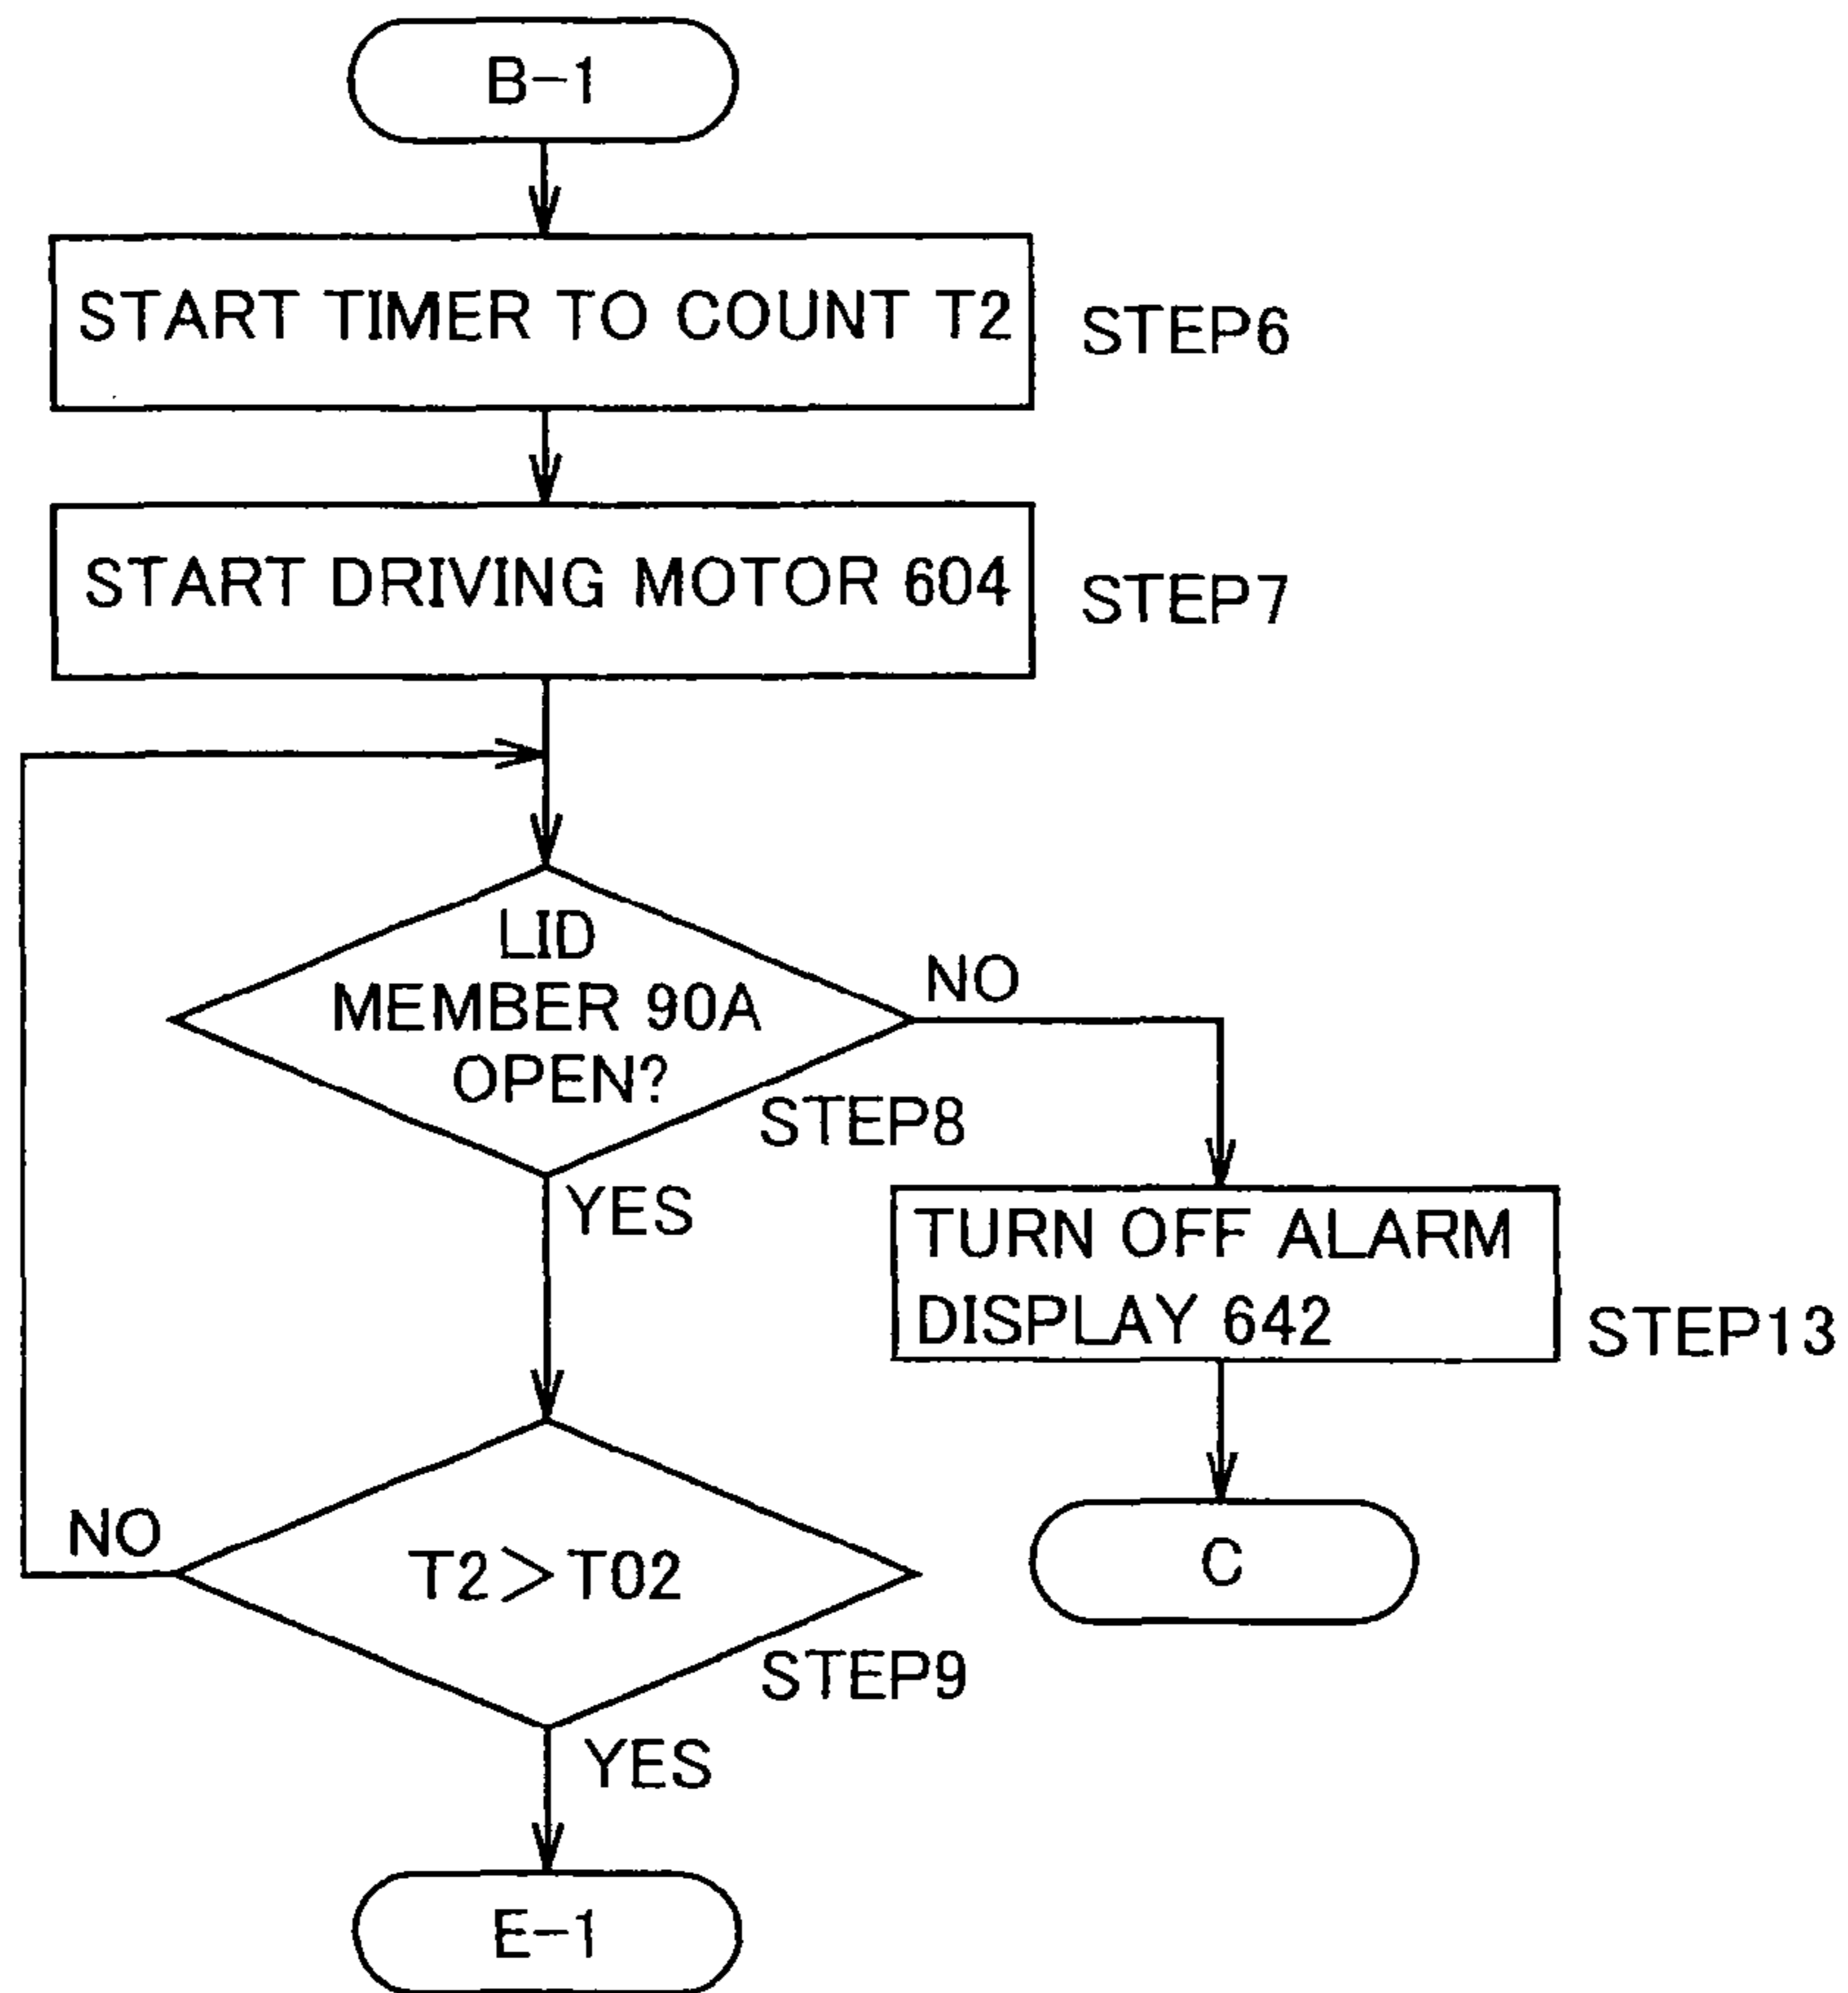 B-1
START TIMER TO COUNT T2
STEP6
START DRIVING MOTOR 604
STEP7
LID
MEMBER 90A
OPEN?
NO
STEP8
YES
TURN OFF ALARM
DISPLAY 642
STEP13
NO
T2>T02
C
STEP9
YES
E-1